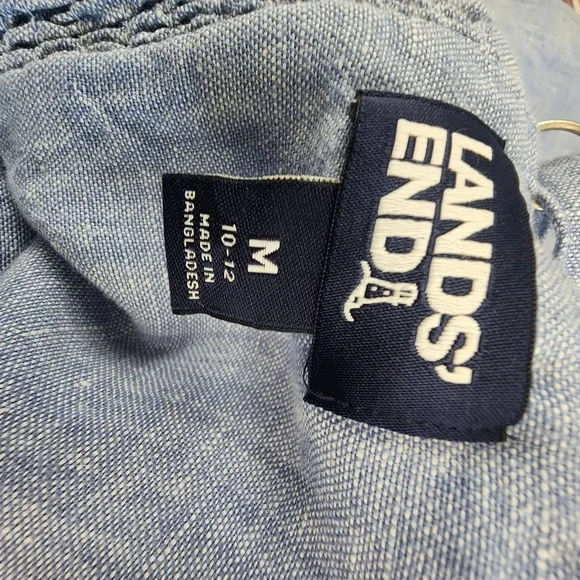 LANDS'
END
M
10-12
MADE IN
BANGLADESH